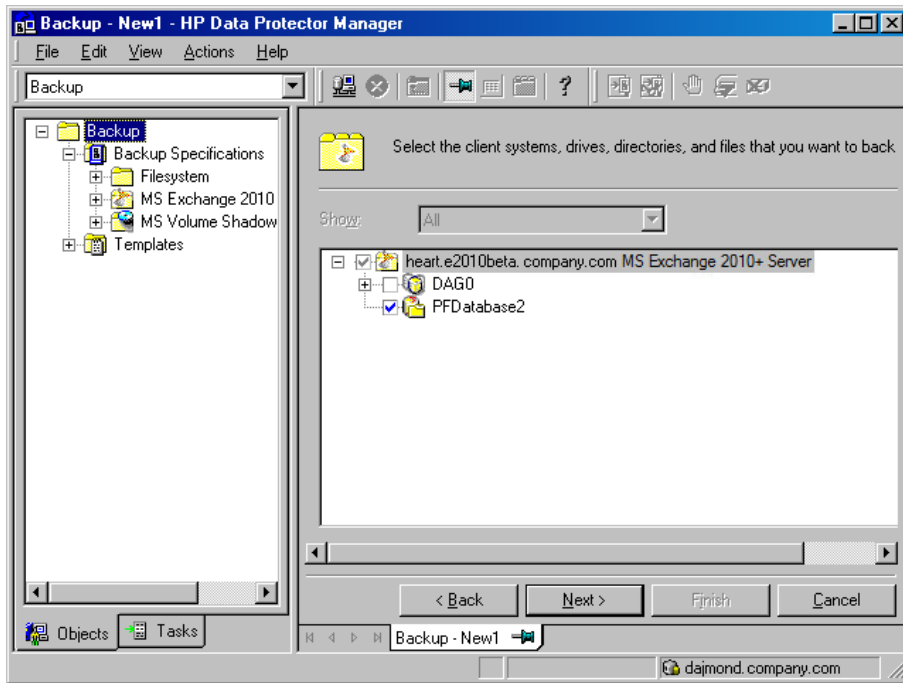 Backup - New1 - HP Data Protector Manager
File Edit View Actions Help
Backup
Backup
Backup Specifications
Filesystem
MS Exchange 2010
MS Volume Shadow
Templates
Select the client systems, drives, directories, and files that you want to back
Show: All
heart.e2010beta. company.com MS Exchange 2010+ Server
DAG0
PFDatabase2
< Back Next > Finish Cancel
Objects Tasks
Backup - New1
dajmond.company.com